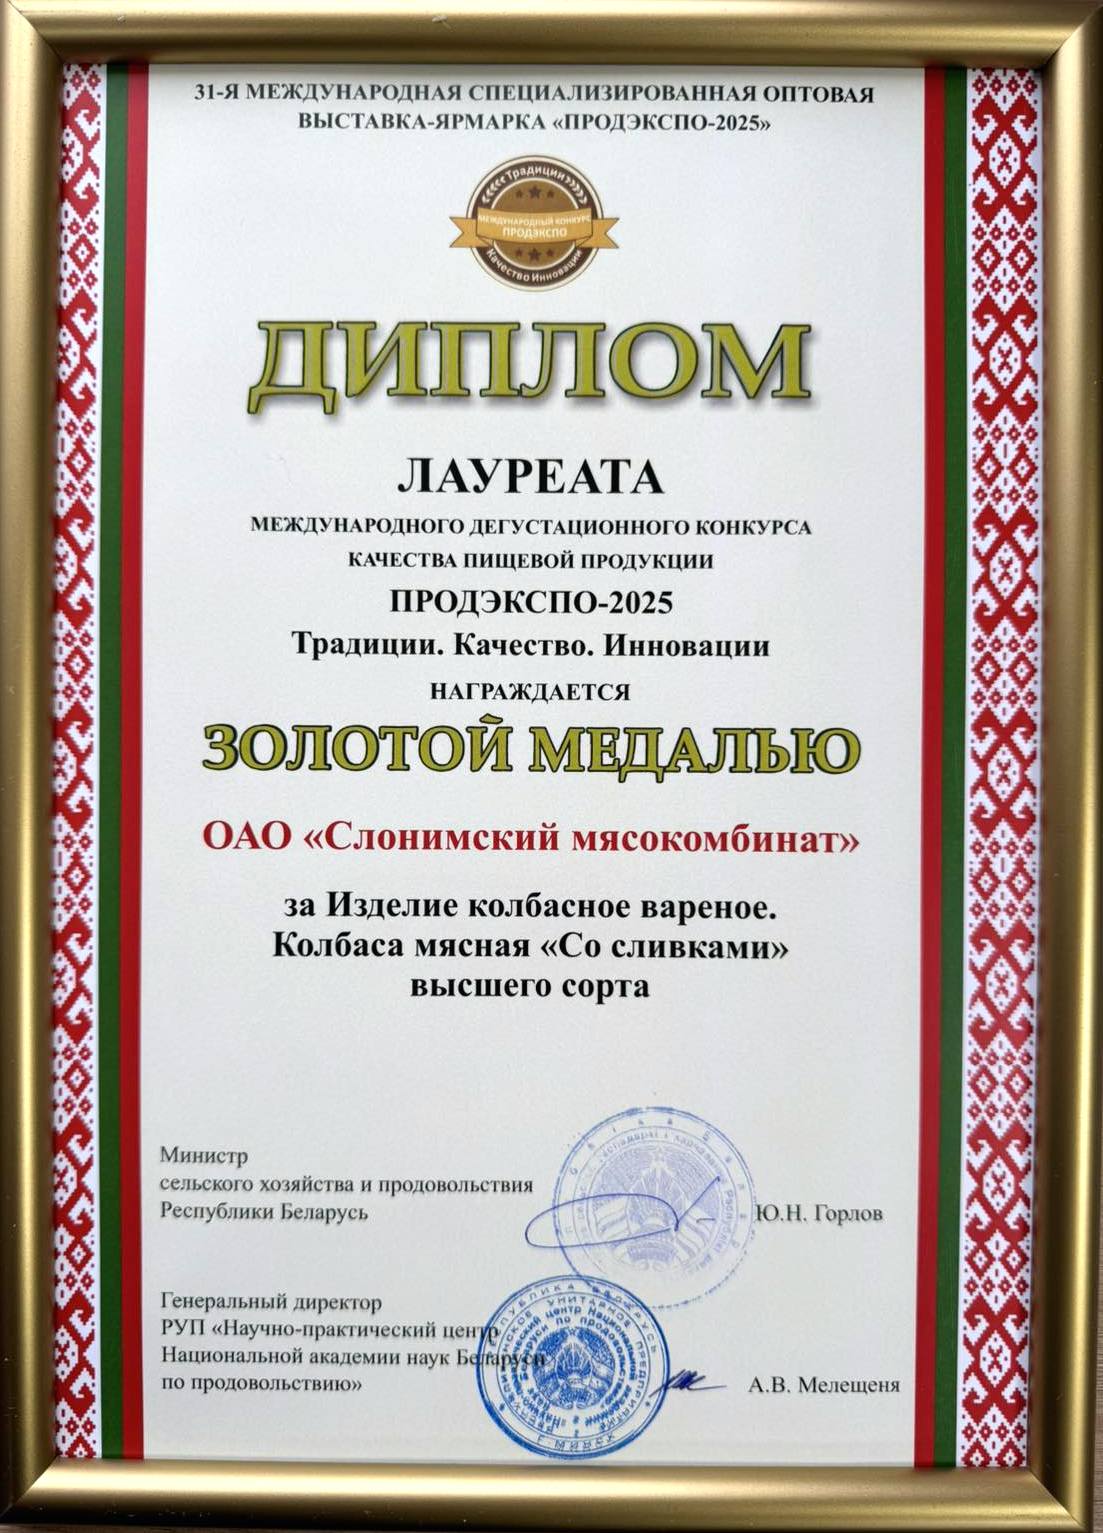 31-Я МЕЖДУНАРОДНАЯ СПЕЦИАЛИЗИРОВАННАЯ ОПТОВАЯ
ВЫСТАВКА-ЯРМАРКА «ПРОДЭКСПО-2025»
Традиции
МЕЖДУНАРОДНЫЙ КОНКУРС
ПРОДЭКСПО
Качество Инновации
ДИПЛОМ
ЛАУРЕАТА
МЕЖДУНАРОДНОГО ДЕГУСТАЦИОННОГО КОНКУРСА
КАЧЕСТВА ПИЩЕВОЙ ПРОДУКЦИИ
ПРОДЭКСПО-2025
Традиции. Качество. Инновации
НАГРАЖДАЕТСЯ
ЗОЛОТОЙ МЕДАЛЬЮ
ОАО «Слонимский мясокомбинат»
за Изделие колбасное вареное.
Колбаса мясная «Со сливками»
высшего сорта
Министр
сельского хозяйства и продовольствия
Республики Беларусь
Ю.Н. Горлов
Генеральный директор
РУП «Научно-практический центр
Национальной академии наук Беларуси
по продовольствию»
А.В. Мелещеня